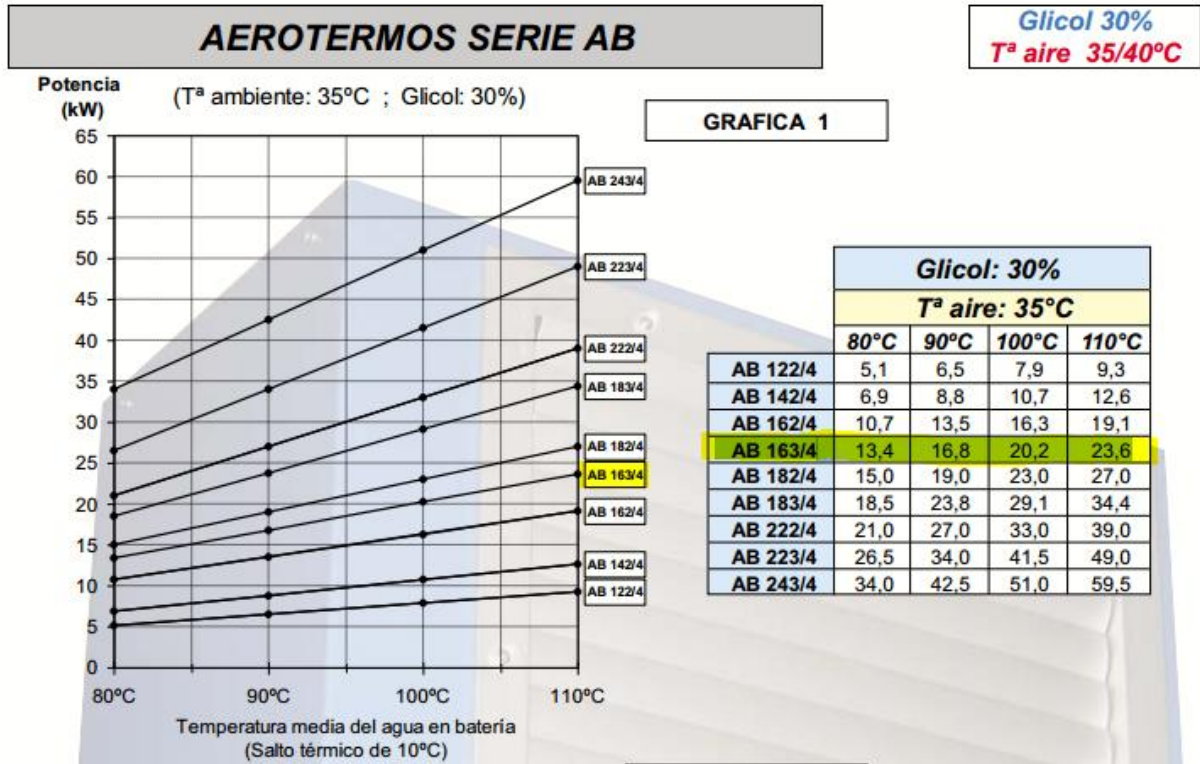 AEROTERMOS SERIE AB
Glicol 30%
Tª aire 35/40ºC
Potencia
(kW)
(Tª ambiente: 35ºC ; Glicol: 30%)
GRAFICA 1
65
60
55
50
45
40
35
30
25
20
15
10
5
0
AB 243/4
AB 223/4
AB 222/4
AB 183/4
AB 182/4
AB 163/4
AB 162/4
AB 142/4
AB 122/4
80ºC 90ºC 100ºC 110ºC
Temperatura media del agua en batería
(Salto térmico de 10ºC)
Glicol: 30%
Tª aire: 35°C
80°C 90ºC 100°C 110°C
AB 122/4 5,1 6,5 7,9 9,3
AB 142/4 6,9 8,8 10,7 12,6
AB 162/4 10,7 13,5 16,3 19,1
AB 163/4 13,4 16,8 20,2 23,6
AB 182/4 15,0 19,0 23,0 27,0
AB 183/4 18,5 23,8 29,1 34,4
AB 222/4 21,0 27,0 33,0 39,0
AB 223/4 26,5 34,0 41,5 49,0
AB 243/4 34,0 42,5 51,0 59,5